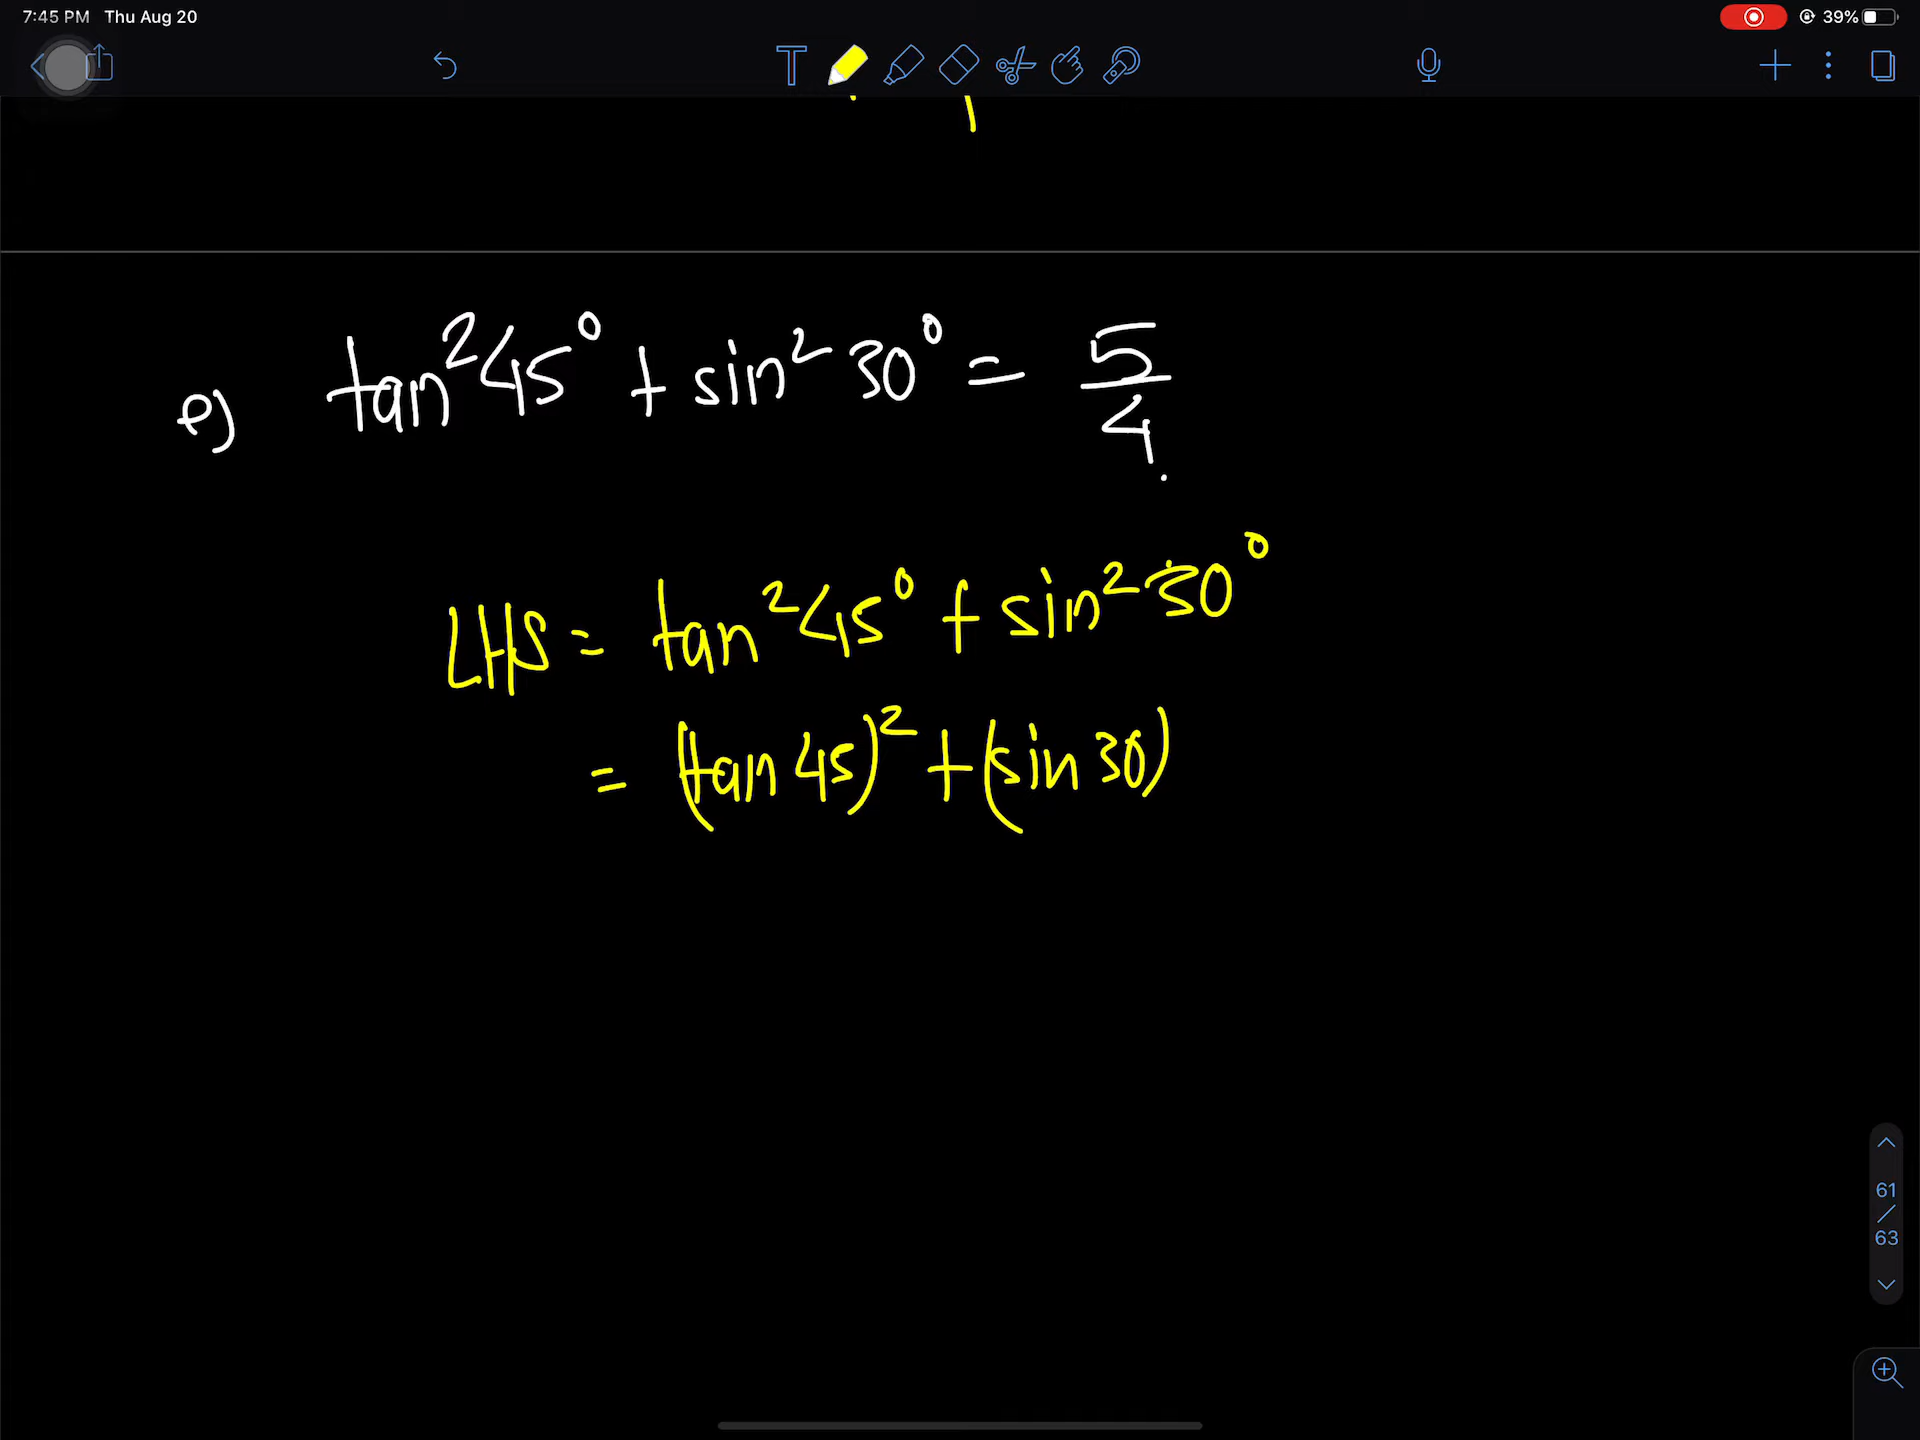 7:45 PM Thu Aug 20 39%
e) tan²45° + sin²30° = 5/4.
LHS = tan²45° + sin²30°
= (tan 45)² + (sin 30)
61
/
63